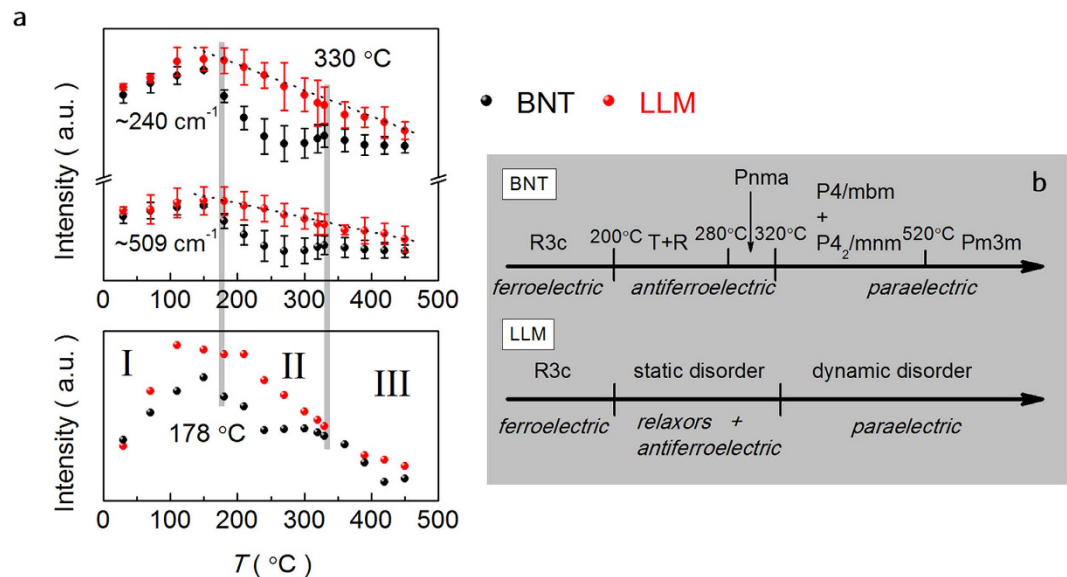 a
330 °C
~240 cm-1
~509 cm-1
Intensity ( a.u. )
0 100 200 300 400 500
I
II
III
178 °C
Intensity ( a.u. )
0 100 200 300 400 500
T ( °C )
BNT LLM
b
BNT
Pnma
P4/mbm
+
P42/mnm
R3c 200°C T+R 280°C 320°C 520°C Pm3m
ferroelectric antiferroelectric paraelectric
LLM
R3c static disorder dynamic disorder
ferroelectric relaxors + paraelectric
antiferroelectric